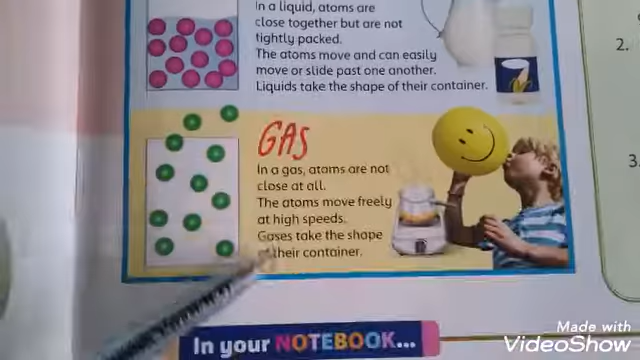 In a liquid, atoms are
close together but are not
tightly packed.
The atoms move and can easily
move or slide past one another.
Liquids take the shape of their container.
GAS
In a gas, atoms are not
close at all.
The atoms move freely
at high speeds.
Gases take the shape
their container.
In your NOTEBOOK...
2.
3.
Made with
VideoShow